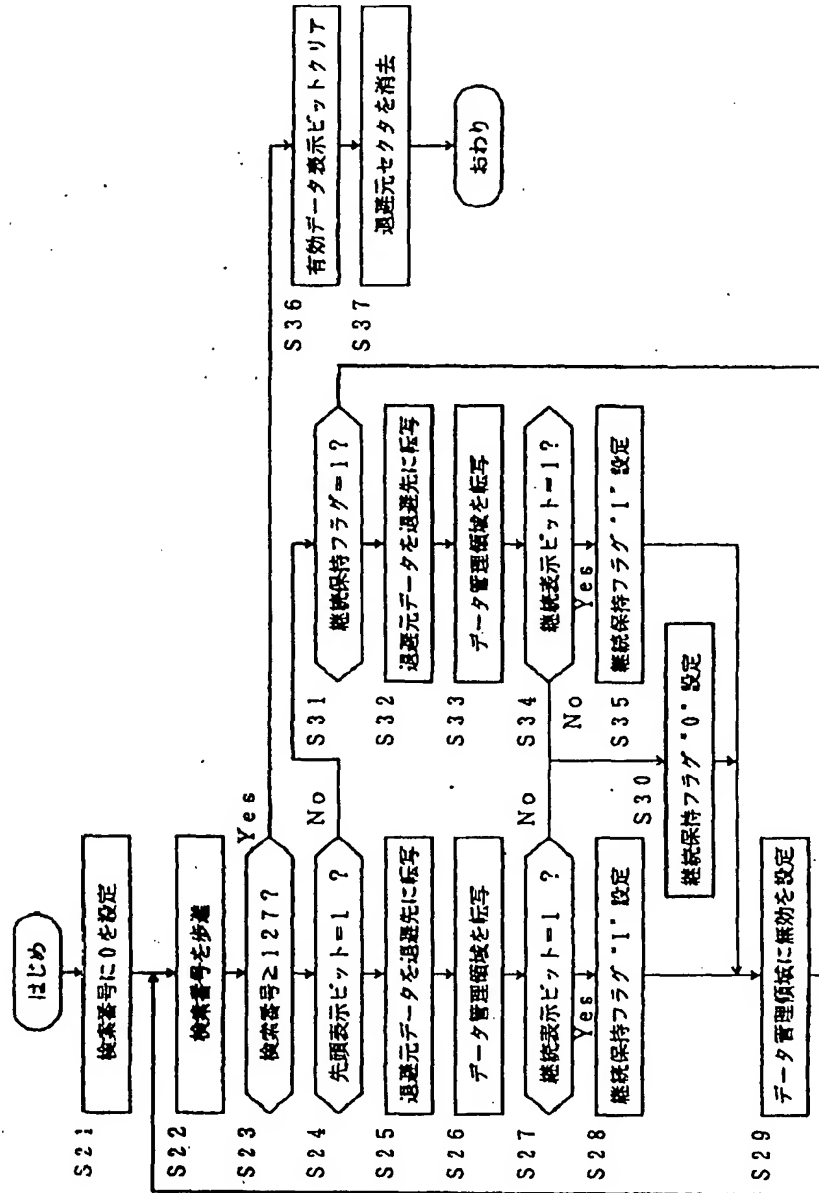 はじめ
S21
検索番号に0を設定
S22
検索番号を歩進
S23
検索番号≥127?
Yes
S24
先頭表示ビット=1 ?
No
S25
退避元データを退避先に転写
S26
データ管理領域を転写
S27
継続表示ビット=1 ?
No
Yes
S28
継続保持フラグ"1"設定
S29
データ管理領域に無効を設定
S30
継続保持フラグ"0"設定
S31
継続保持フラグ=1?
S32
退避元データを退避先に転写
S33
データ管理領域を転写
S34
継続表示ビット=1?
No
Yes
S35
継続保持フラグ"1"設定
S36
有効データ表示ビットクリア
S37
退避元セクタを消去
おわり